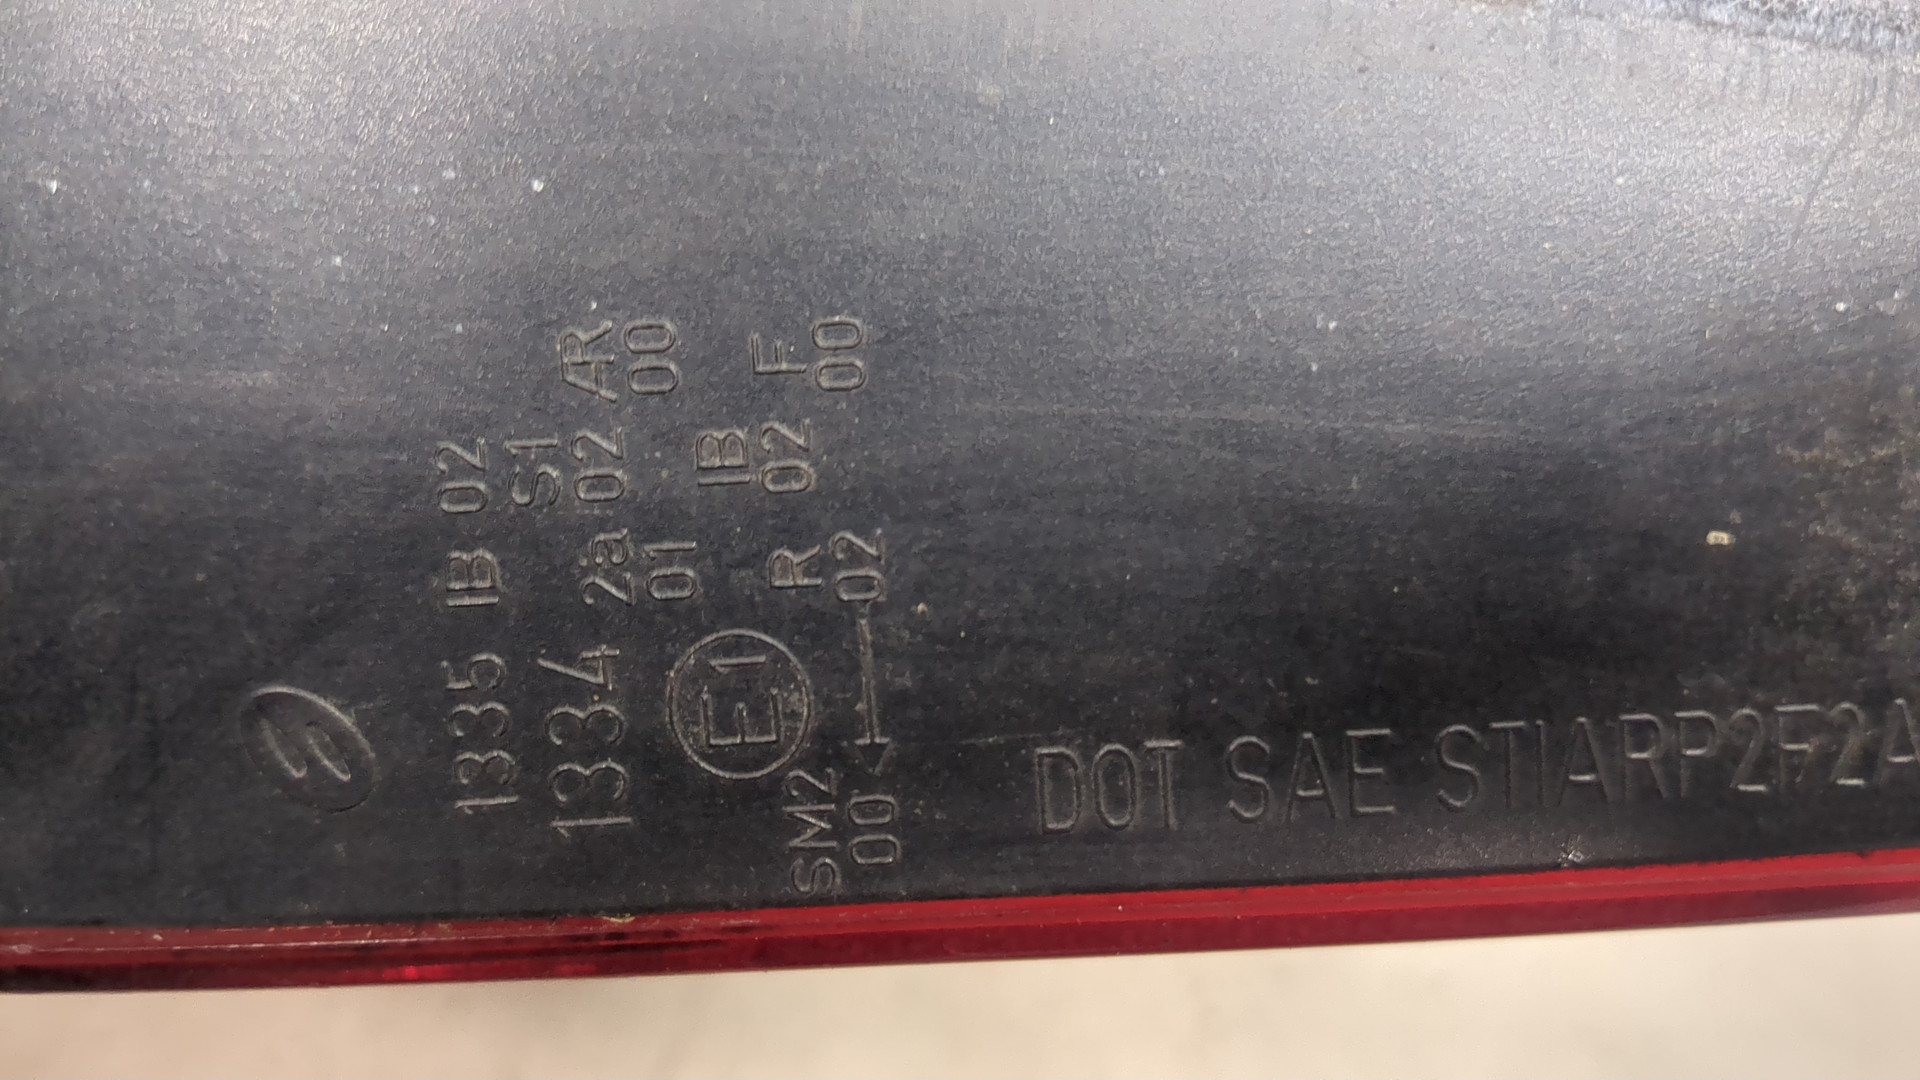 1335 IB 02
S1
1334 2a 02 AR
01 00
IB
E1 R 02 F
SM2 02 00
00
DOT SAE STIARP2F2A